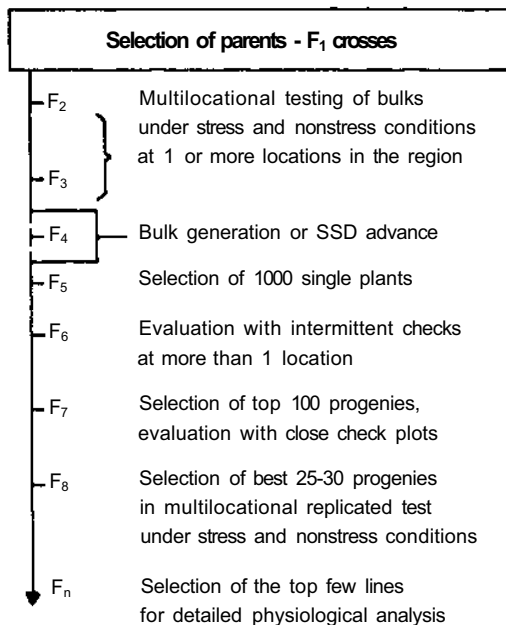 Selection of parents - F₁ crosses
F₂ Multilocational testing of bulks
under stress and nonstress conditions
at 1 or more locations in the region
F₃
F₄ Bulk generation or SSD advance
F₅ Selection of 1000 single plants
F₆ Evaluation with intermittent checks
at more than 1 location
F₇ Selection of top 100 progenies,
evaluation with close check plots
F₈ Selection of best 25-30 progenies
in multilocational replicated test
under stress and nonstress conditions
Fₙ Selection of the top few lines
for detailed physiological analysis